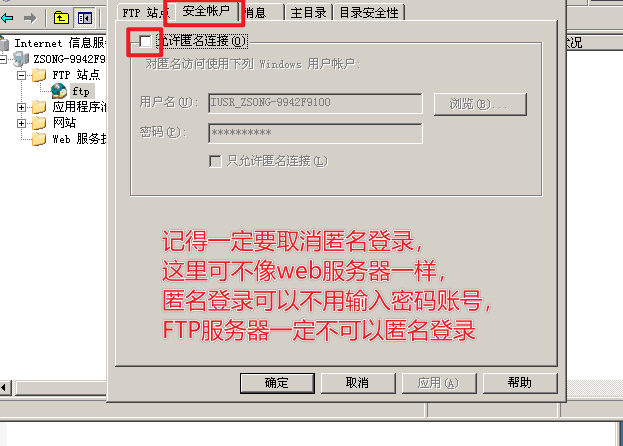 FTP 站点
安全帐户
消息
主目录
目录安全性
Internet 信息服
状况
ZSONG-9942F9
FTP 站点
ftp
应用程序池
网站
Web 服务扩
允许匿名连接(O)
对匿名访问使用下列 Windows 用户帐户:
用户名(U):
IUSR_ZSONG-9942F9100
浏览(B)...
密码(P):
**********
只允许匿名连接(L)
记得一定要取消匿名登录，
这里可不像web服务器一样，
匿名登录可以不用输入密码账号，
FTP服务器一定不可以匿名登录
确定
取消
应用(A)
帮助